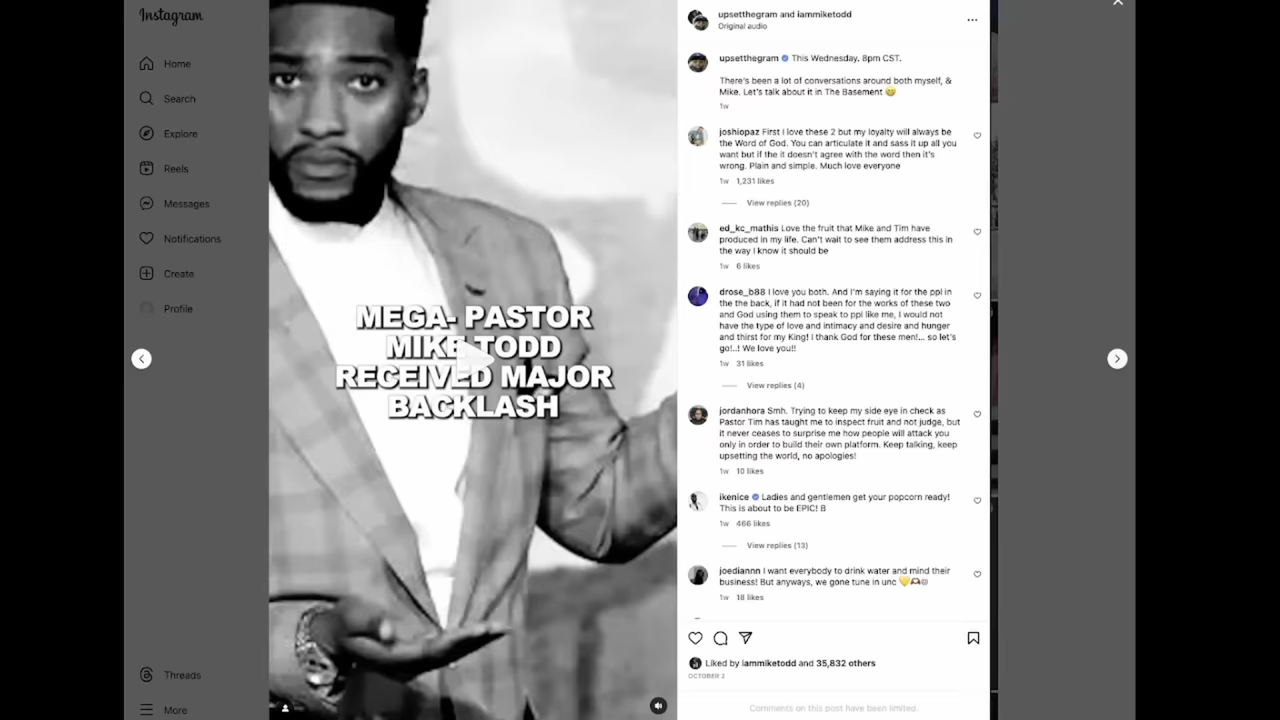 Instagram
Home
Search
Explore
Reels
Messages
Notifications
Create
Profile
Threads
More
MEGA- PASTOR
MIKE TODD
RECEIVED MAJOR
BACKLASH
upsetthegram and iammiketodd
Original audio
upsetthegram This Wednesday. 8pm CST.
There's been a lot of conversations around both myself, &
Mike. Let's talk about it in The Basement 😄
1w
joshiopaz First I love these 2 but my loyalty will always be
the Word of God. You can articulate it and sass it up all you
want but if the it doesn't agree with the word then it's
wrong. Plain and simple. Much love everyone
1w 1,231 likes
View replies (20)
ed_kc_mathis Love the fruit that Mike and Tim have
produced in my life. Can't wait to see them address this in
the way I know it should be
1w 6 likes
drose_b88 I love you both. And I'm saying it for the ppl in
the the back, if it had not been for the works of these two
and God using them to speak to ppl like me, I would not
have the type of love and intimacy and desire and hunger
and thirst for my King! I thank God for these men!... so let's
go!..! We love you!!
1w 31 likes
View replies (4)
jordanhora Smh. Trying to keep my side eye in check as
Pastor Tim has taught me to inspect fruit and not judge, but
it never ceases to surprise me how people will attack you
only in order to build their own platform. Keep talking, keep
upsetting the world, no apologies!
1w 10 likes
ikenice Ladies and gentlemen get your popcorn ready!
This is about to be EPIC! B
1w 466 likes
View replies (13)
joediannn I want everybody to drink water and mind their
business! But anyways, we gone tune in unc
1w 18 likes
Liked by iammiketodd and 35,832 others
OCTOBER 2
Comments on this post have been limited.